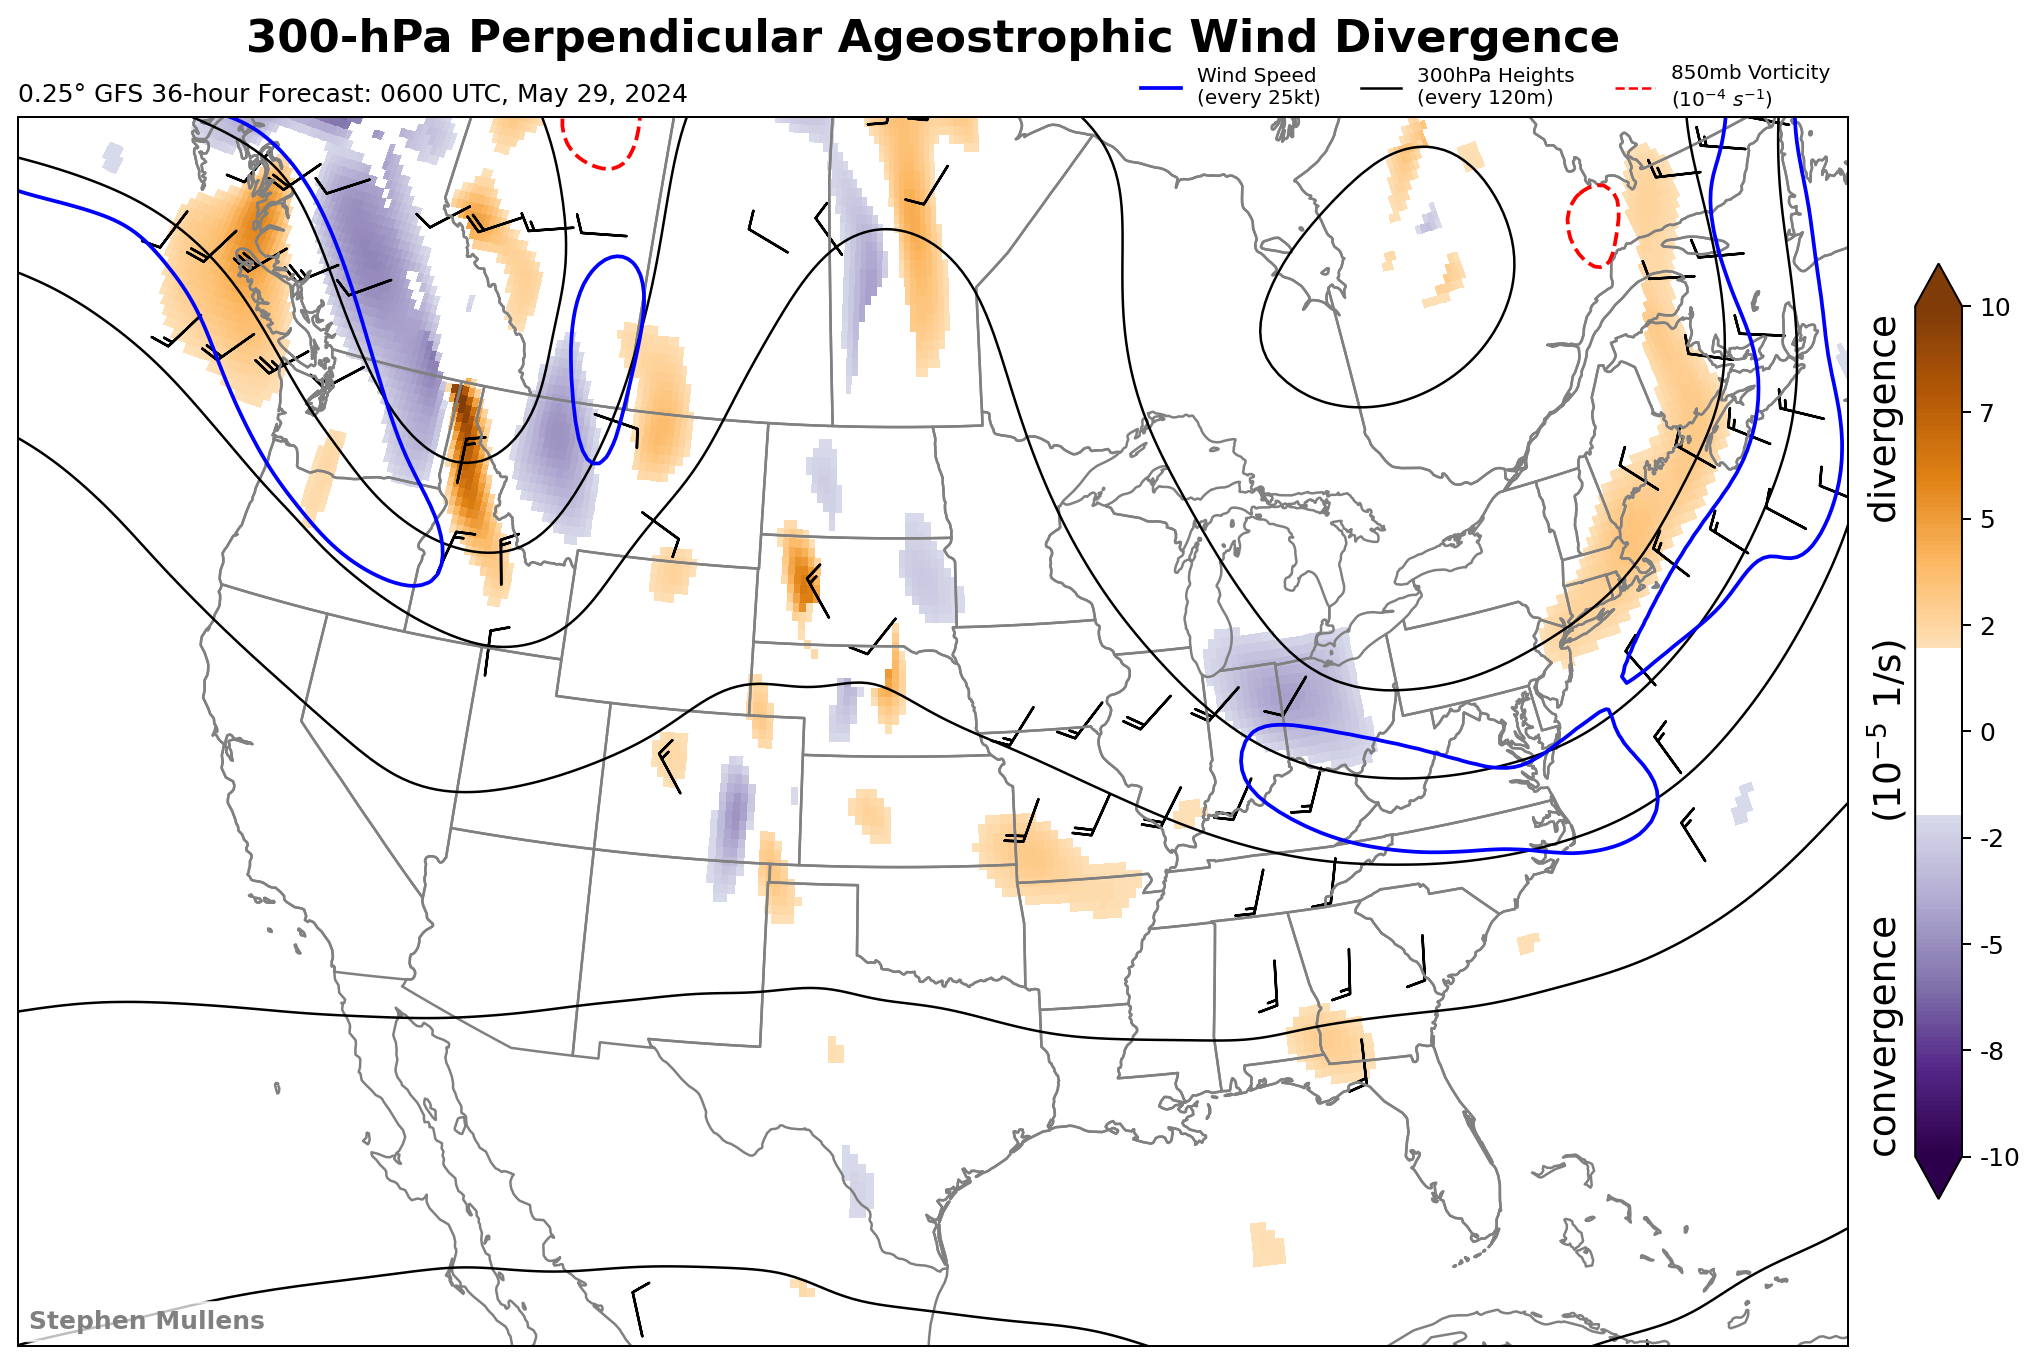 300-hPa Perpendicular Ageostrophic Wind Divergence
0.25° GFS 36-hour Forecast: 0600 UTC, May 29, 2024
Wind Speed
(every 25kt)
300hPa Heights
(every 120m)
850mb Vorticity
(10⁻⁴ s⁻¹)
10
7
5
2
0
-2
-5
-8
-10
convergence (10⁻⁵ 1/s) divergence
Stephen Mullens